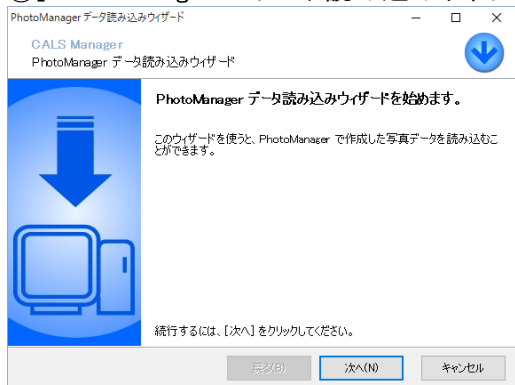 PhotoManager データ読み込みウィザード
CALS Manager
PhotoManager データ読み込みウィザード
PhotoManager データ読み込みウィザードを始めます。
このウィザードを使うと、PhotoManager で作成した写真データを読み込むこ
とができます。
続行するには、[次へ] をクリックしてください。
戻る(B)
次へ(N)
キャンセル